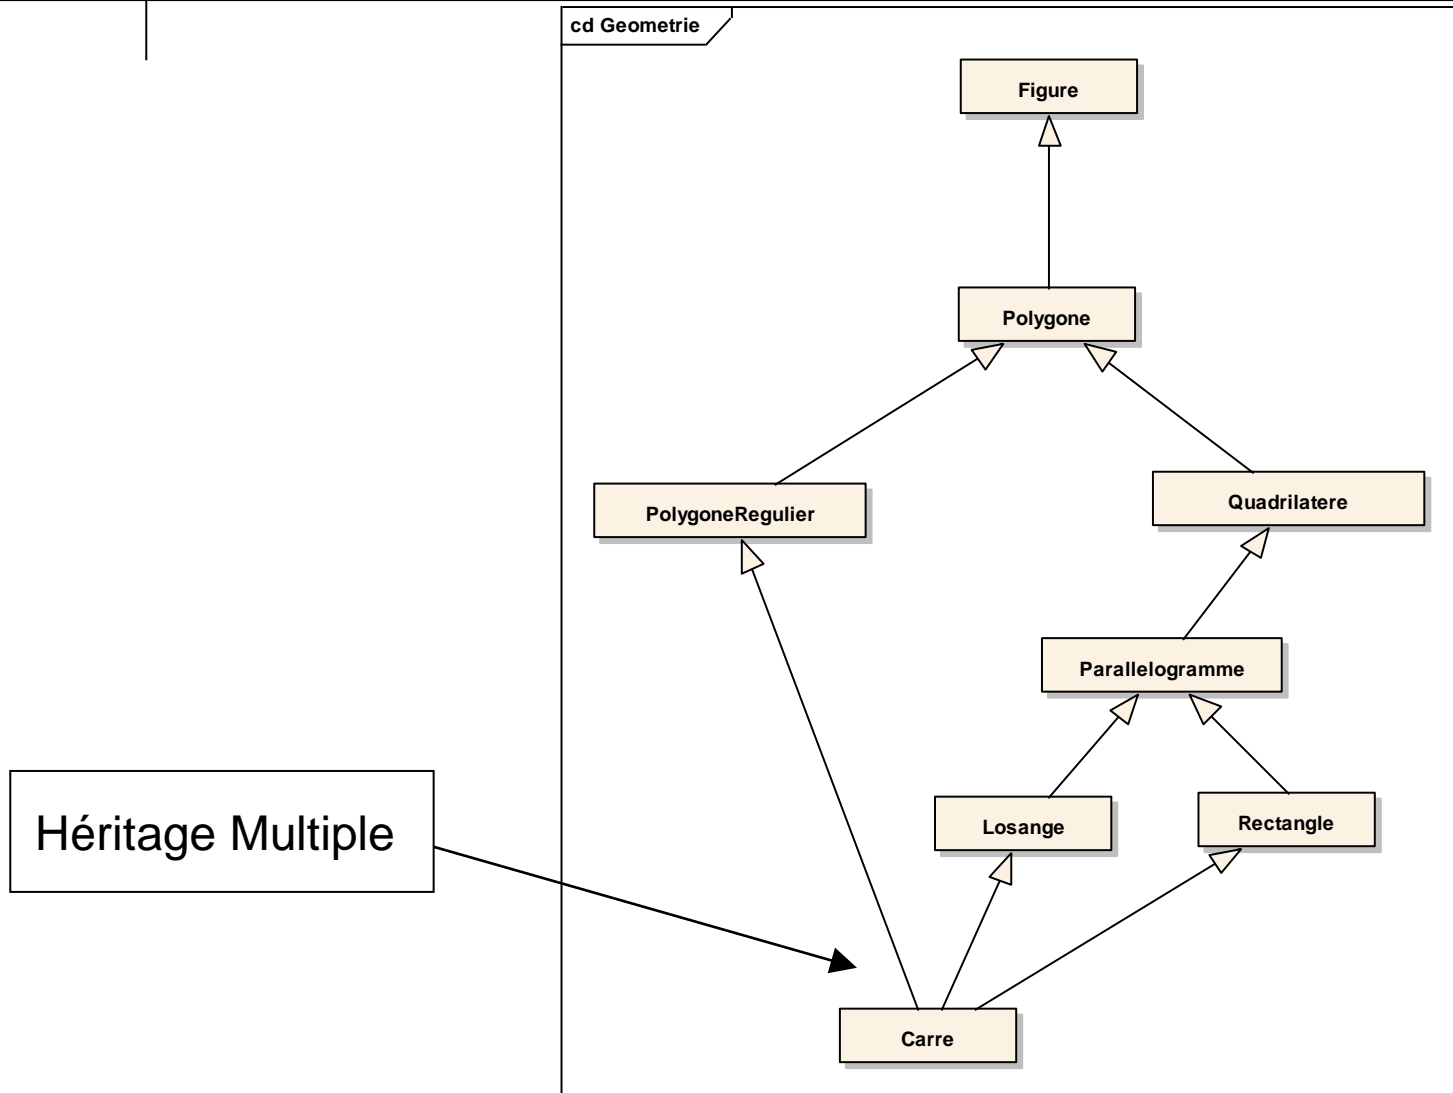 cd Geometrie
Figure
Polygone
PolygoneRegulier
Quadrilatere
Parallelogramme
Losange
Rectangle
Héritage Multiple
Carre